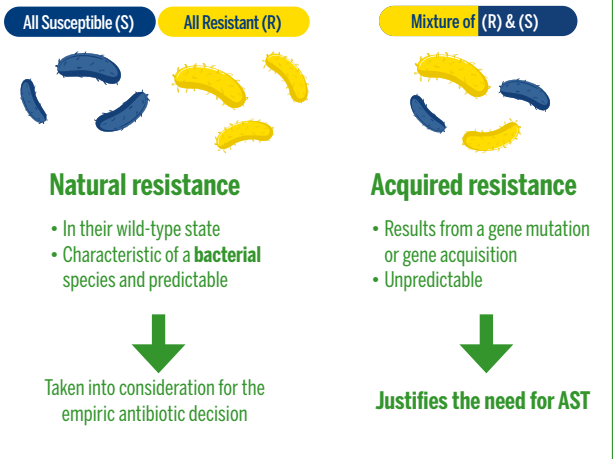 All Susceptible (S)
All Resistant (R)
Mixture of (R) & (S)
Natural resistance
• In their wild-type state
• Characteristic of a bacterial
species and predictable
Taken into consideration for the
empiric antibiotic decision
Acquired resistance
• Results from a gene mutation
or gene acquisition
• Unpredictable
Justifies the need for AST